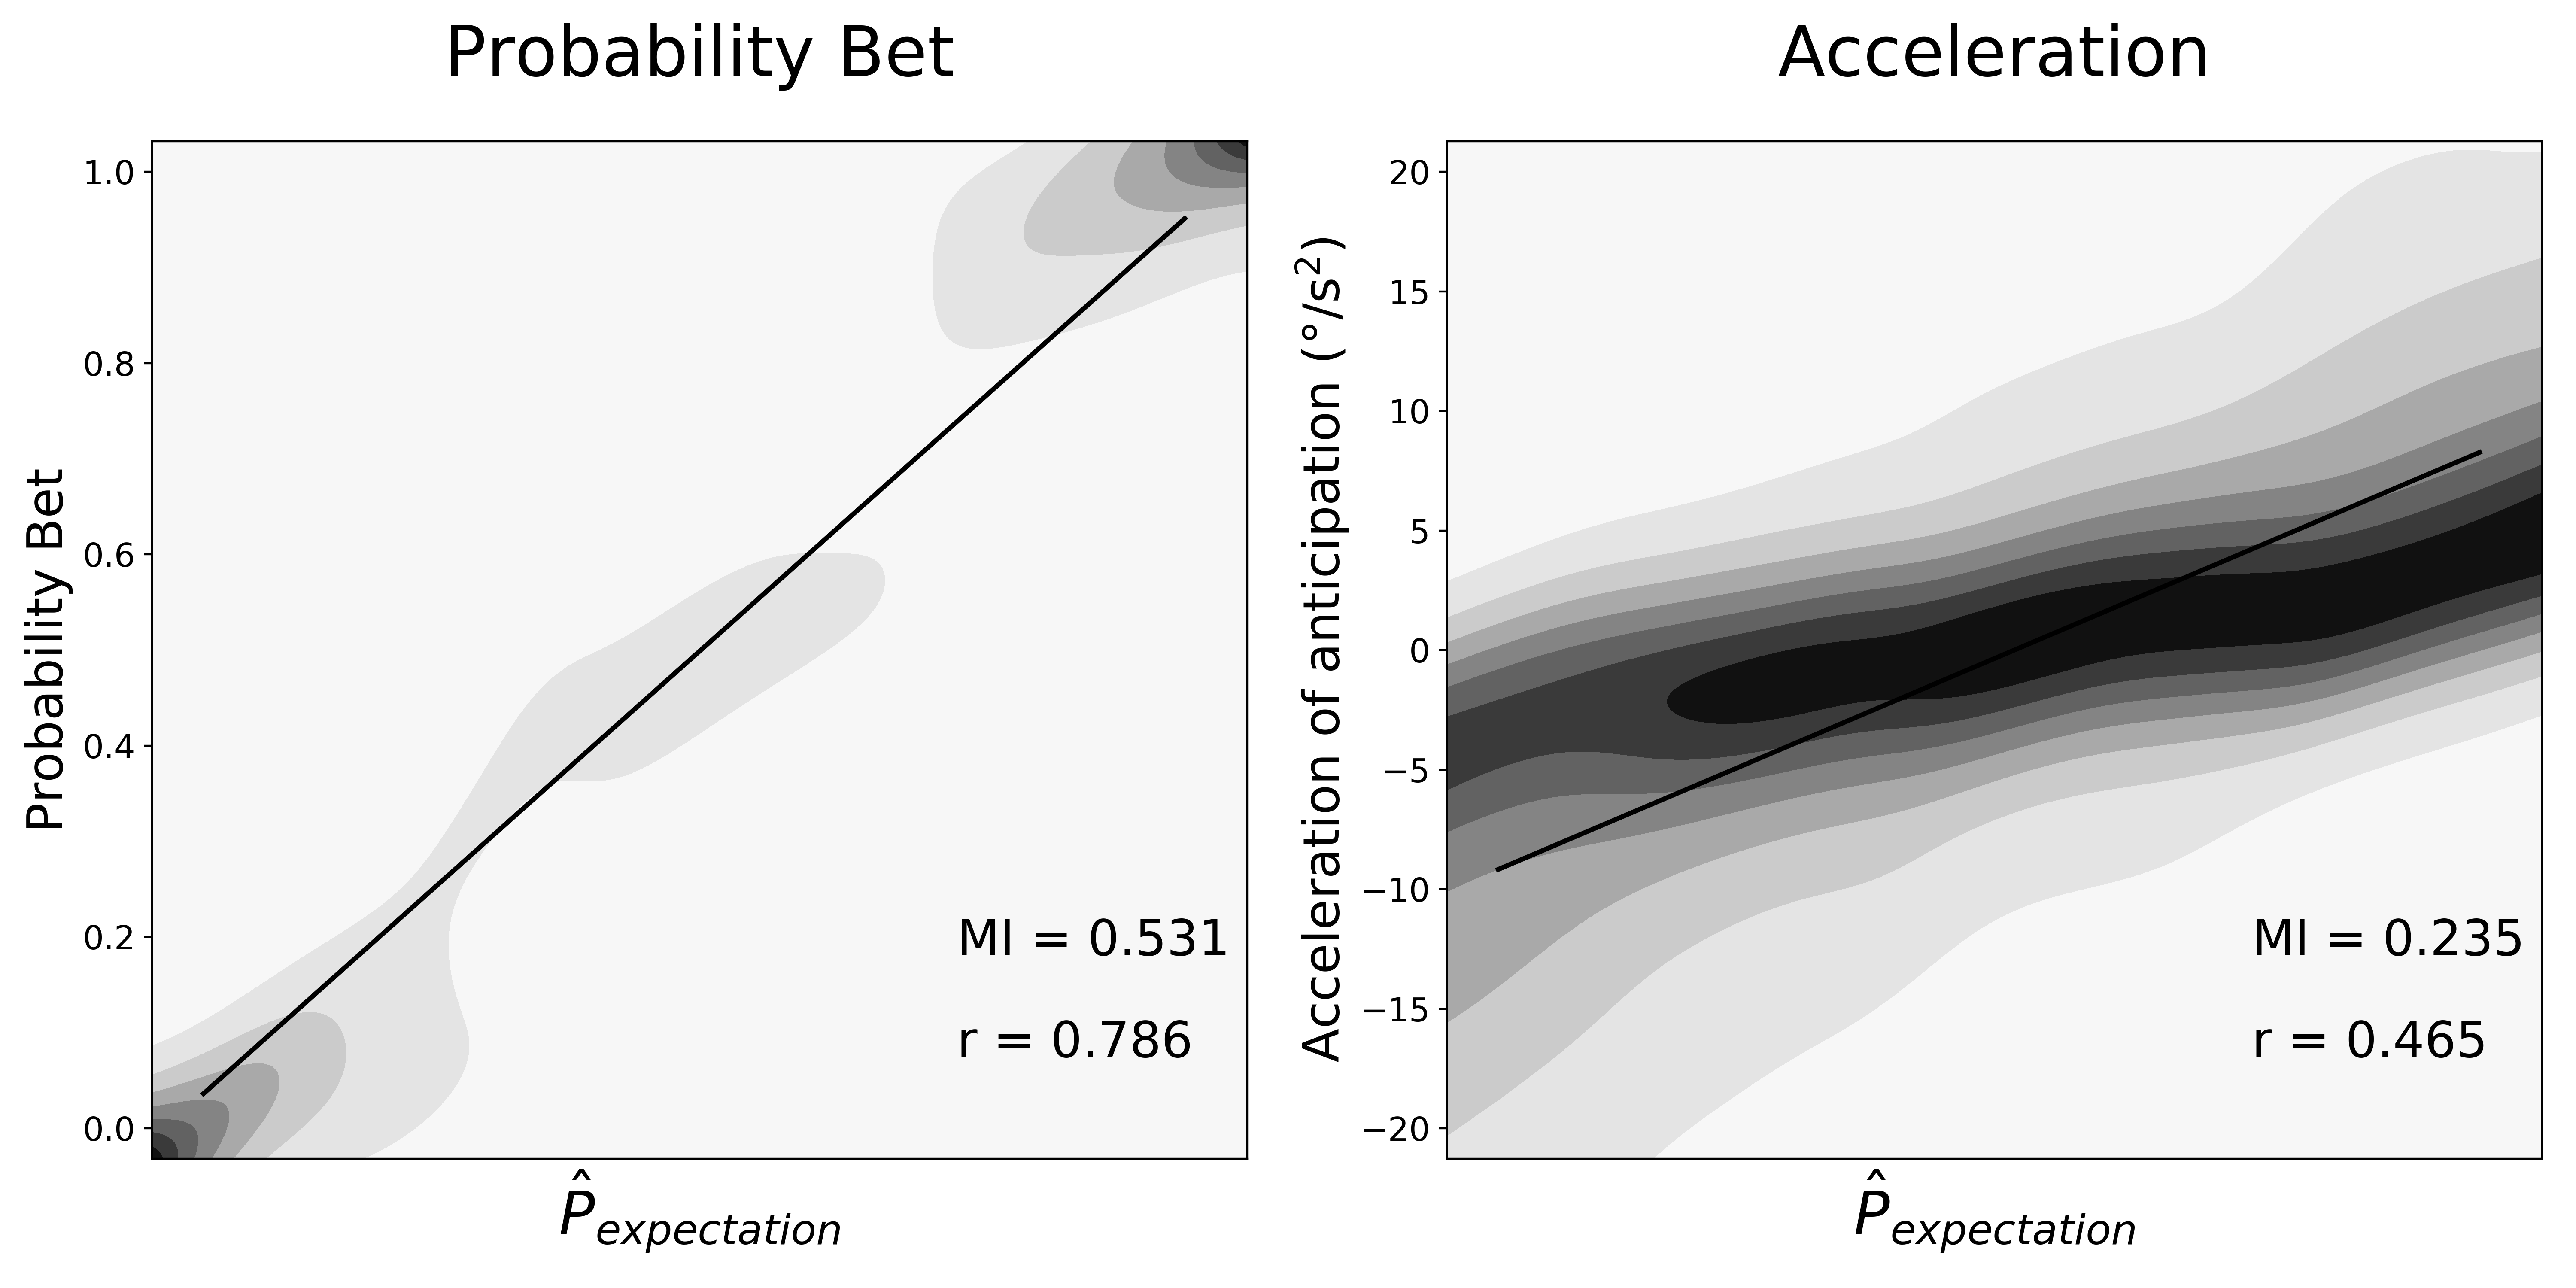 Probability Bet
Acceleration
Probability Bet
1.0
0.8
0.6
0.4
0.2
0.0
MI = 0.531
r = 0.786
P̂expectation
Acceleration of anticipation (°/s²)
20
15
10
5
0
−5
−10
−15
−20
MI = 0.235
r = 0.465
P̂expectation